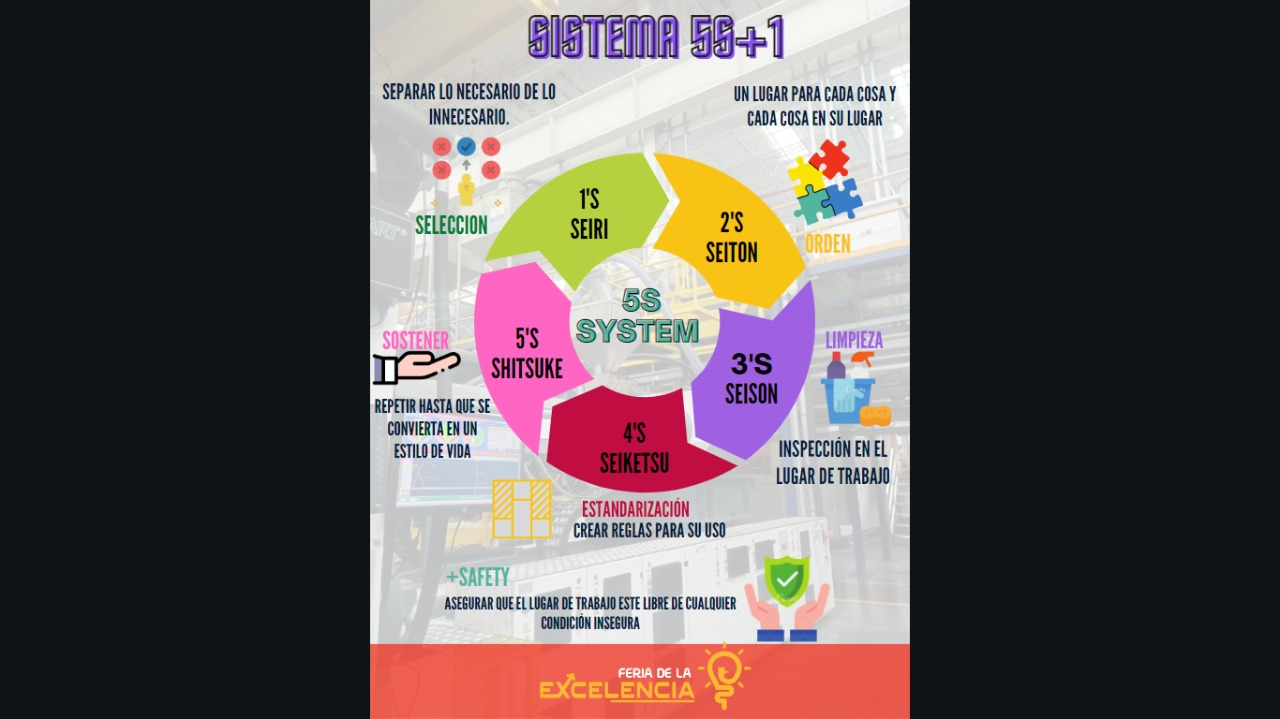 SISTEMA 5S+1
SEPARAR LO NECESARIO DE LO
INNECESARIO.
SELECCION
UN LUGAR PARA CADA COSA Y
CADA COSA EN SU LUGAR
ORDEN
1'S
SEIRI
2'S
SEITON
5S
SYSTEM
3'S
SEISON
4'S
SEIKETSU
5'S
SHITSUKE
LIMPIEZA
INSPECCIÓN EN EL
LUGAR DE TRABAJO
SOSTENER
REPETIR HASTA QUE SE
CONVIERTA EN UN
ESTILO DE VIDA
ESTANDARIZACIÓN
CREAR REGLAS PARA SU USO
+SAFETY
ASEGURAR QUE EL LUGAR DE TRABAJO ESTE LIBRE DE CUALQUIER
CONDICIÓN INSEGURA
FERIA DE LA
EXCELENCIA